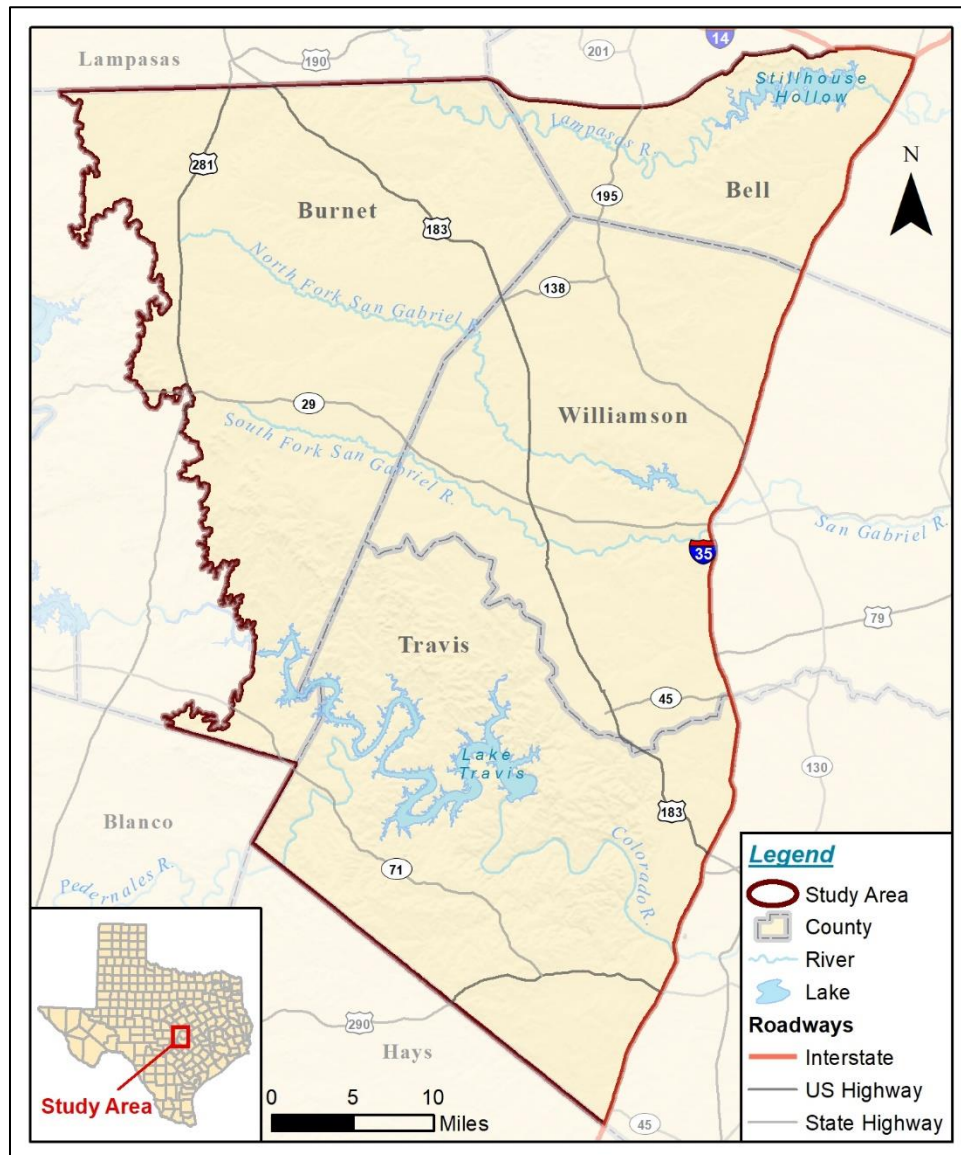 14
201
Lampasas
190
Stillhouse
Hollow
Lampasas R.
N
281
195
Bell
Burnet
183
North Fork San Gabriel R.
138
29
Williamson
South Fork San Gabriel R.
San Gabriel R.
35
79
Travis
45
Lake
Travis
130
183
Blanco
Colorado R.
71
Pedernales R.
290
Hays
45
Study Area
0 5 10
Miles
Legend
Study Area
County
River
Lake
Roadways
Interstate
US Highway
State Highway